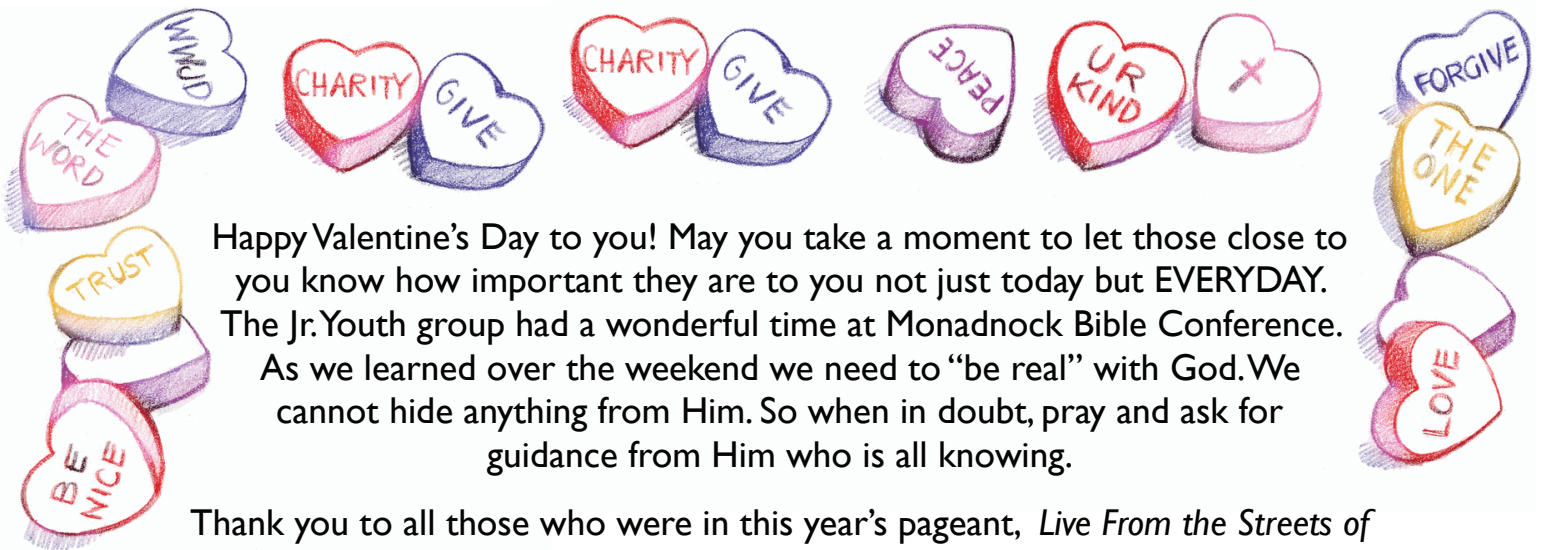 WWJD
THE
WORD
CHARITY
GIVE
CHARITY
GIVE
PEACE
U R
KIND
X
FORGIVE
THE
ONE
TRUST
BE
NICE
LOVE
Happy Valentine's Day to you! May you take a moment to let those close to
you know how important they are to you not just today but EVERYDAY.
The Jr. Youth group had a wonderful time at Monadnock Bible Conference.
As we learned over the weekend we need to “be real” with God. We
cannot hide anything from Him. So when in doubt, pray and ask for
guidance from Him who is all knowing.
Thank you to all those who were in this year's pageant, Live From the Streets of